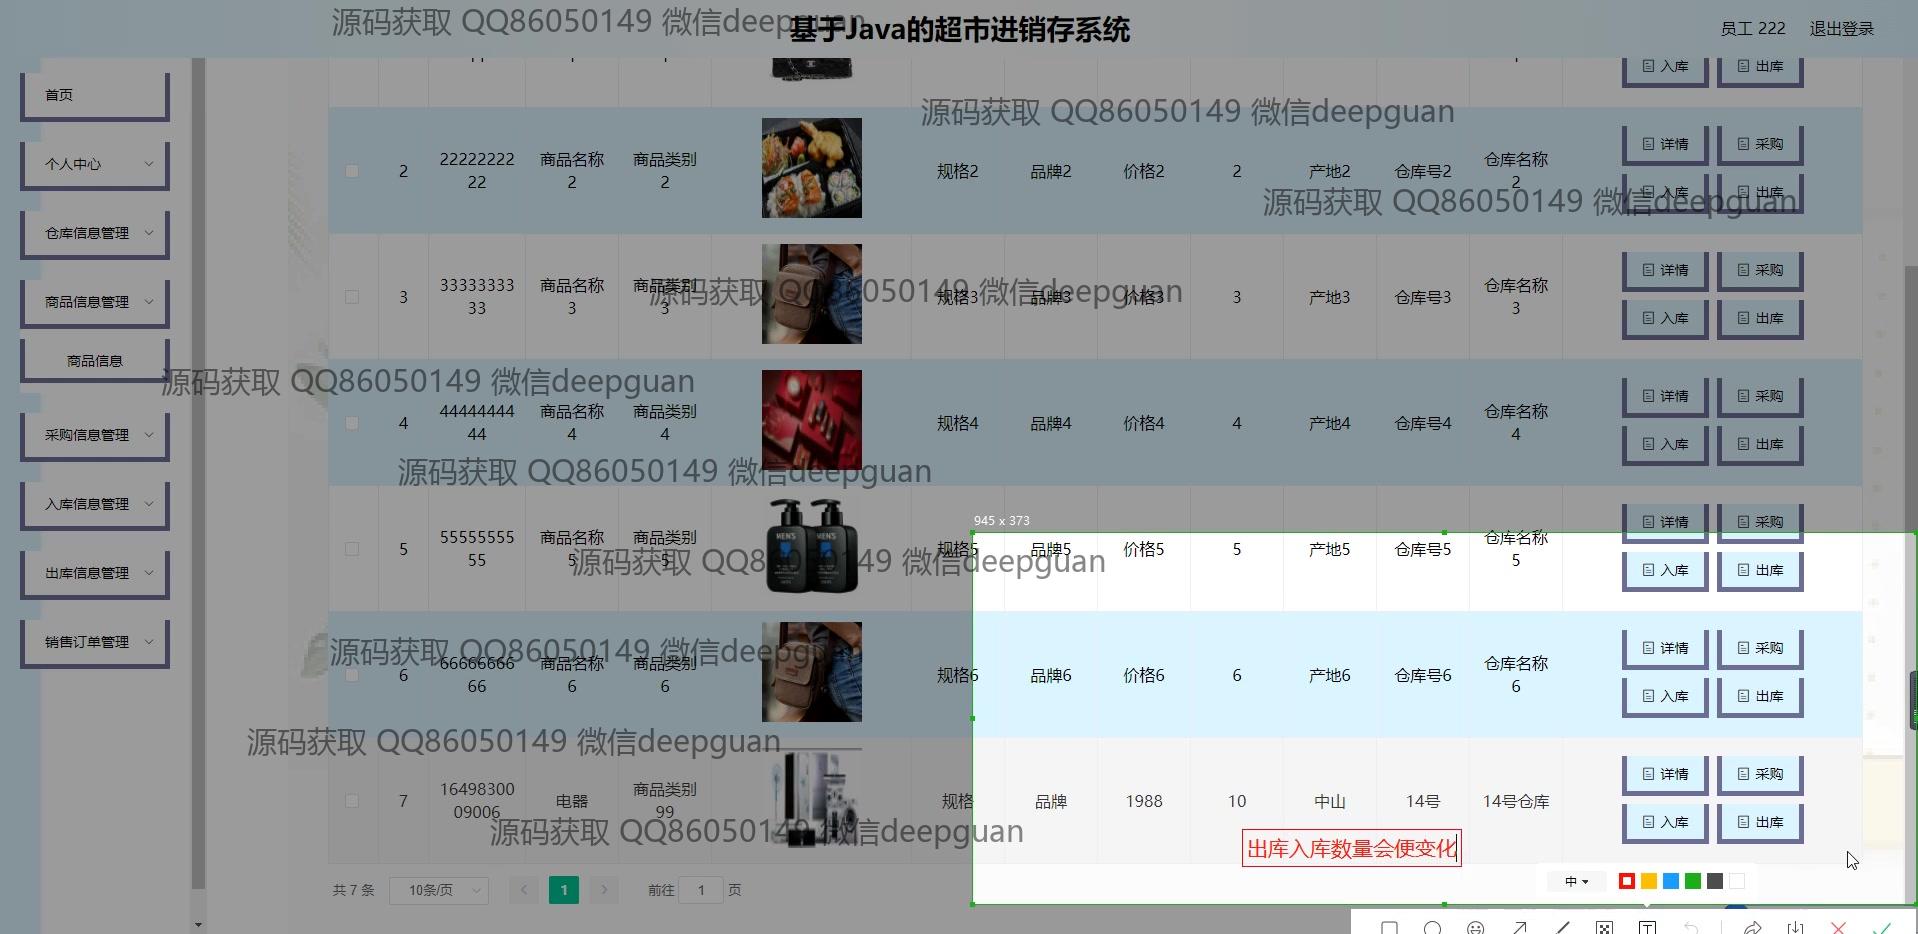 源码获取 QQ86050149 微信deepguan
基于Java的超市进销存系统
员工 222 退出登录
首页
个人中心
仓库信息管理
商品信息管理
商品信息
采购信息管理
入库信息管理
出库信息管理
销售订单管理
入库 出库
源码获取 QQ86050149 微信deepguan
2 22222222 商品名称 商品类别 规格2 品牌2 价格2 2 产地2 仓库号2 仓库名称 详情 采购
22 2 2 2 入库 出库
源码获取 QQ86050149 微信deepguan
3 33333333 商品名称 商品类别 规格3 品牌3 价格3 3 产地3 仓库号3 仓库名称 详情 采购
33 3 3 3 入库 出库
源码获取 QQ86050149 微信deepguan
源码获取 QQ86050149 微信deepguan
4 44444444 商品名称 商品类别 规格4 品牌4 价格4 4 产地4 仓库号4 仓库名称 详情 采购
44 4 4 4 入库 出库
源码获取 QQ86050149 微信deepguan
945 x 373
5 55555555 商品名称 商品类别 MEN'S MEN'S 规格5 品牌5 价格5 5 产地5 仓库号5 仓库名称 详情 采购
55 5 5 5 入库 出库
源码获取 QQ86050149 微信deepguan
源码获取 QQ86050149 微信deepguan
6 66666666 商品名称 商品类别 规格6 品牌6 价格6 6 产地6 仓库号6 仓库名称 详情 采购
66 6 6 6 入库 出库
源码获取 QQ86050149 微信deepguan
7 16498300 电器 商品类别 规格 品牌 1988 10 中山 14号 14号仓库 详情 采购
09006 99 入库 出库
源码获取 QQ86050149 微信deepguan
出库入库数量会便变化
共 7 条 10条/页 1 前往 1 页
中